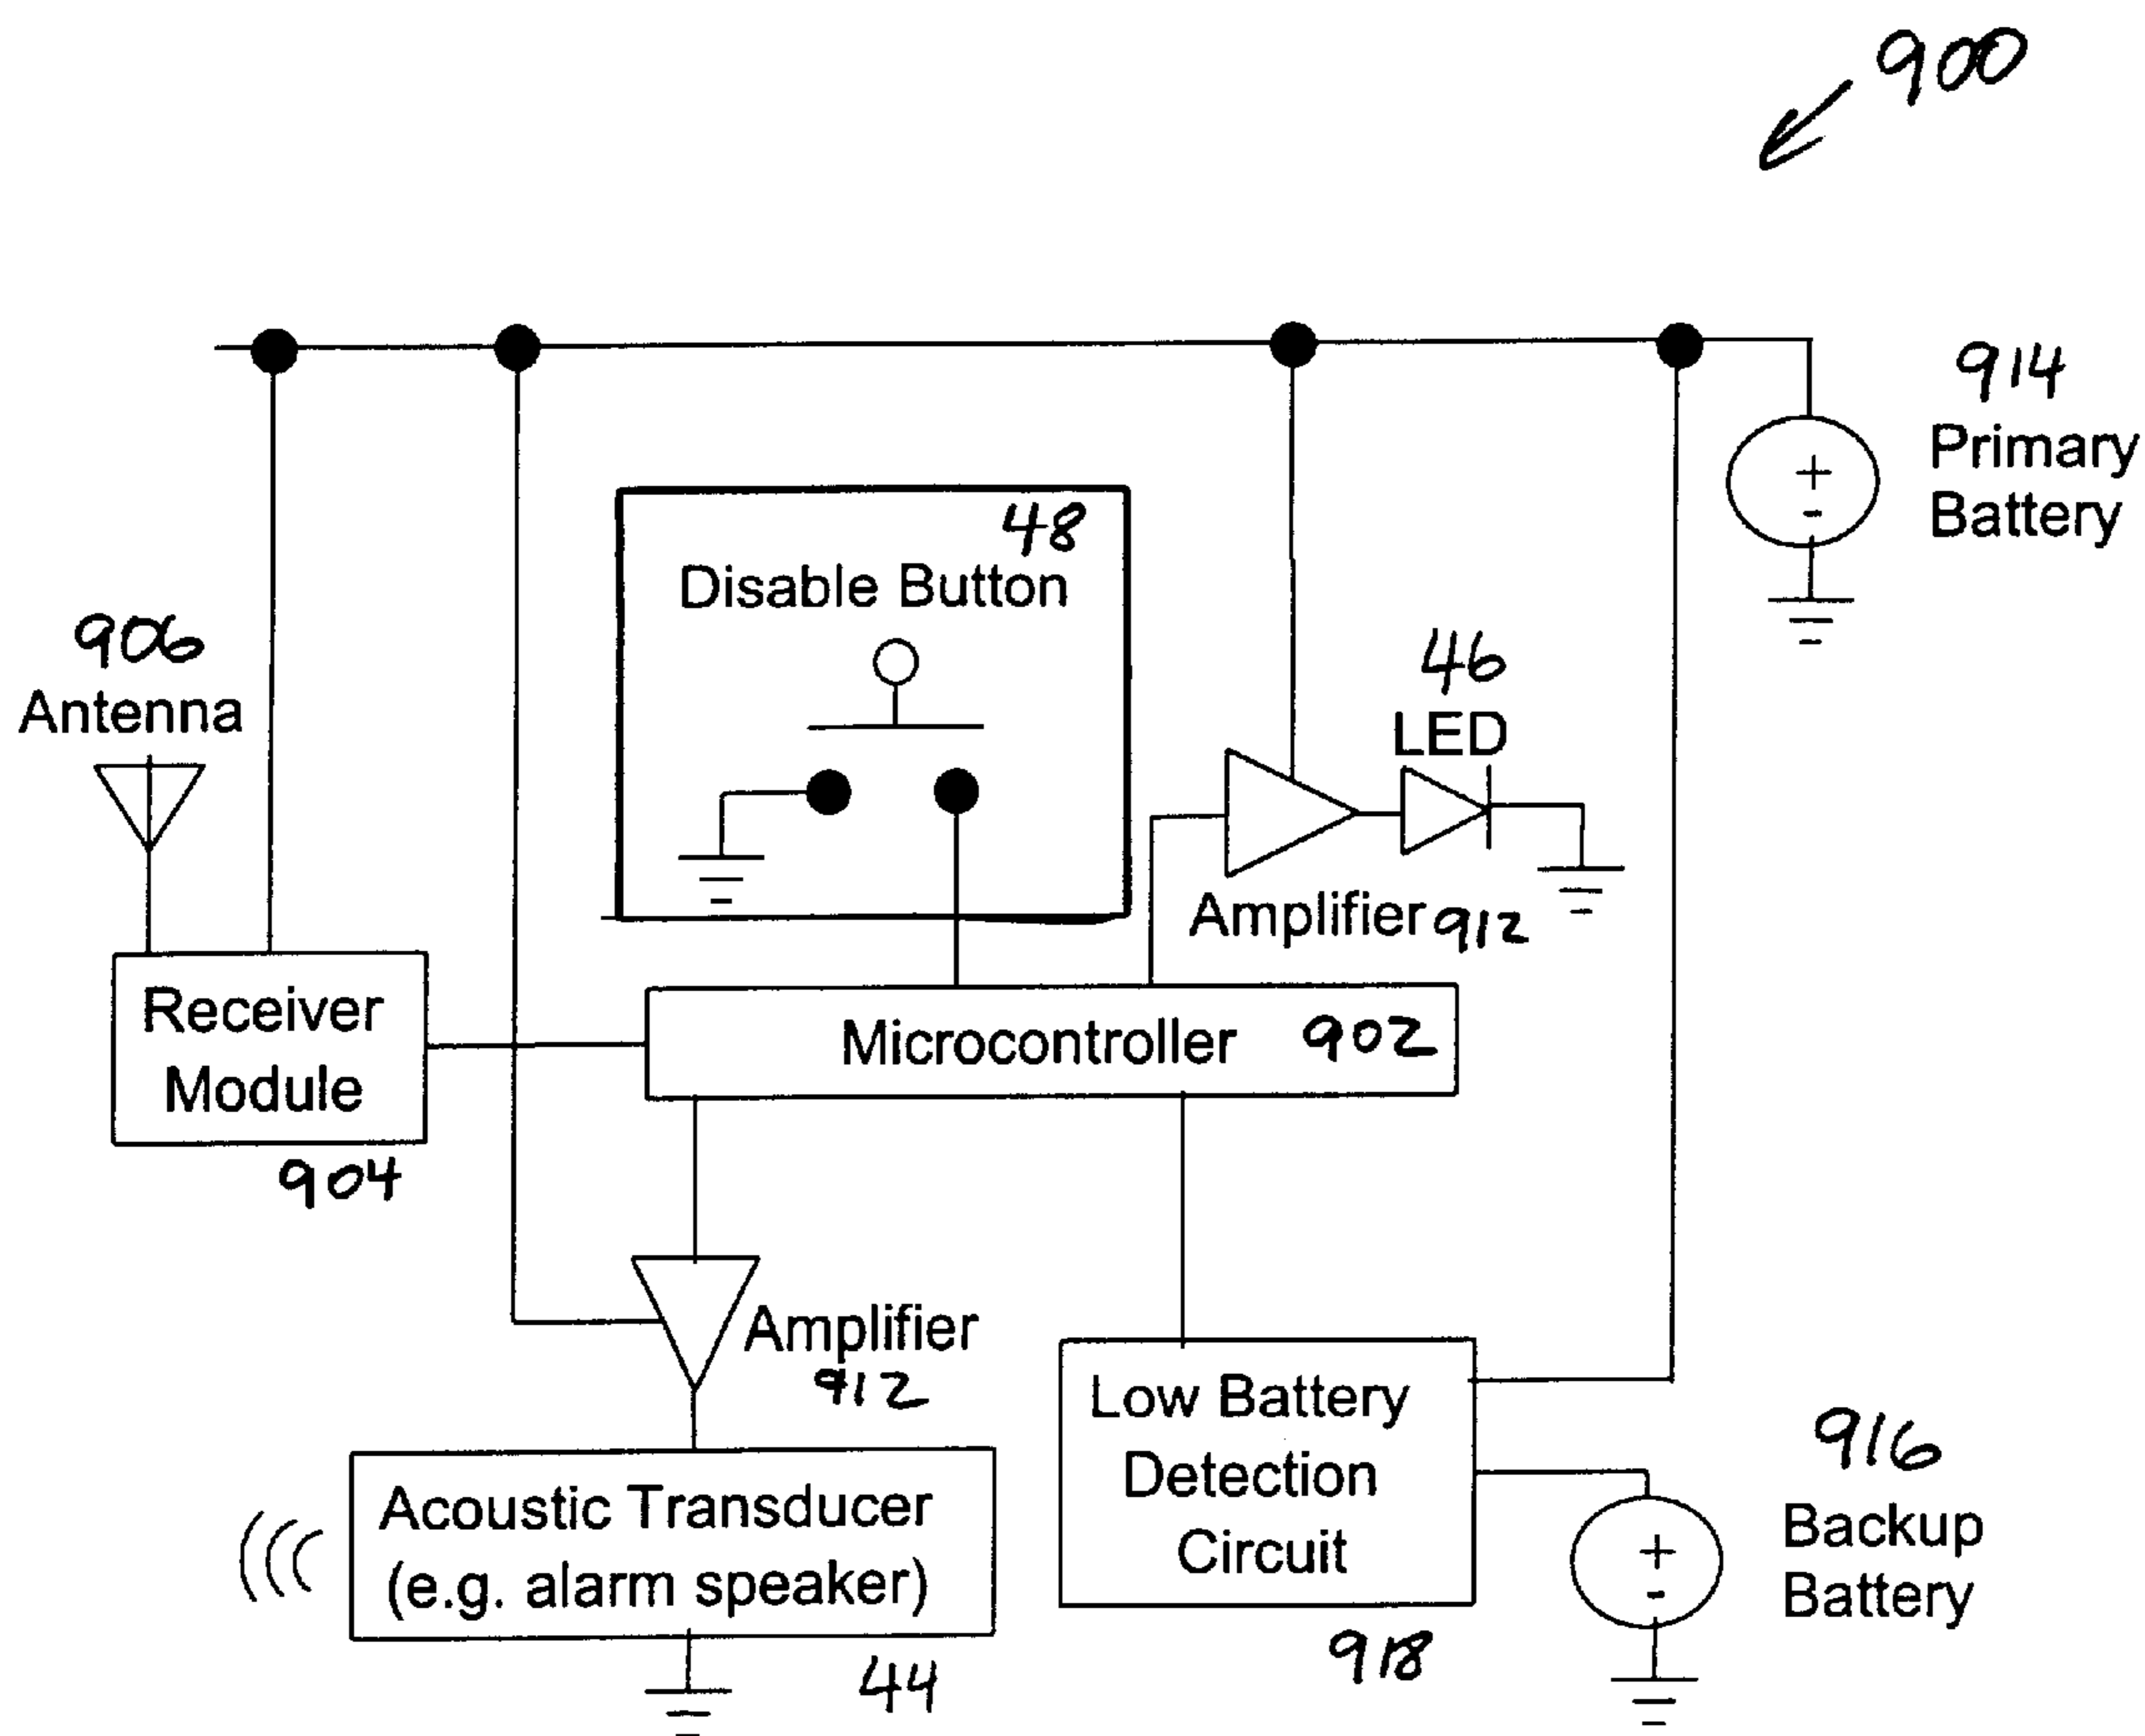 900
914
Primary
Battery
48
Disable Button
906
Antenna
46
LED
Amplifier 912
Receiver
Module
904
Microcontroller 902
Amplifier
912
Low Battery
Detection
Circuit
918
916
Backup
Battery
Acoustic Transducer
(e.g. alarm speaker)
44